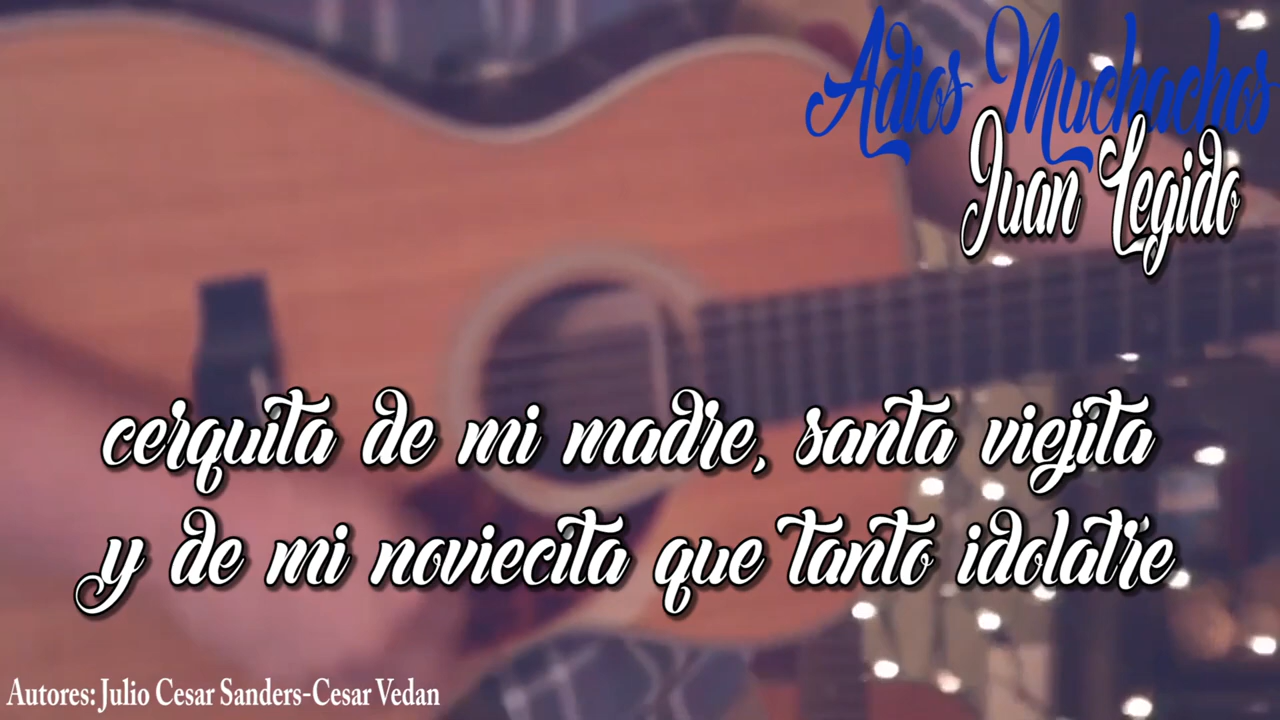 Adios Muchachos
Juan Legido
cerquita de mi madre, santa viejita
y de mi noviecita que tanto idolatré
Autores: Julio Cesar Sanders-Cesar Vedan